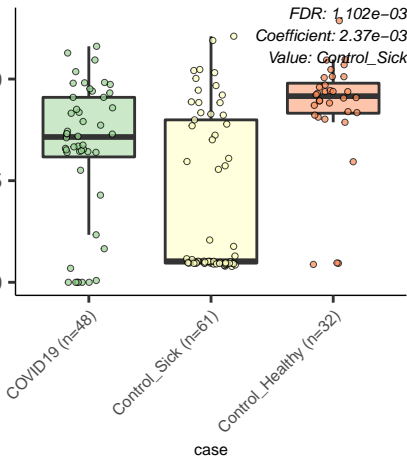 FDR: 1.102e−03
Coefficient: 2.37e−03
Value: Control_Sick
COVID19 (n=48)
Control_Sick (n=61)
Control_Healthy (n=32)
case